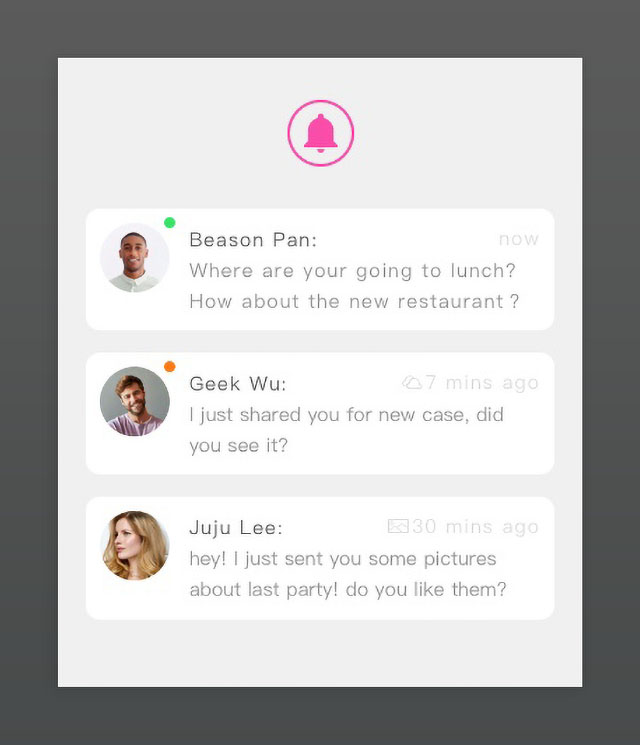 Beason Pan:
now
Where are your going to lunch?
How about the new restaurant ?
Geek Wu:
7 mins ago
I just shared you for new case, did
you see it?
Juju Lee:
30 mins ago
hey! I just sent you some pictures
about last party! do you like them?